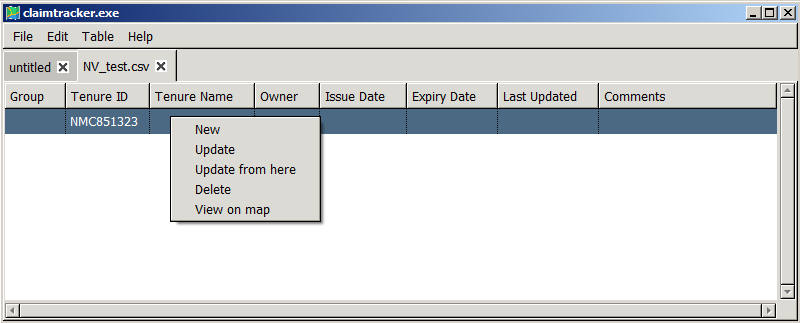 claimtracker.exe
File Edit Table Help
untitled NV_test.csv
Group Tenure ID Tenure Name Owner Issue Date Expiry Date Last Updated Comments
NMC851323
New
Update
Update from here
Delete
View on map